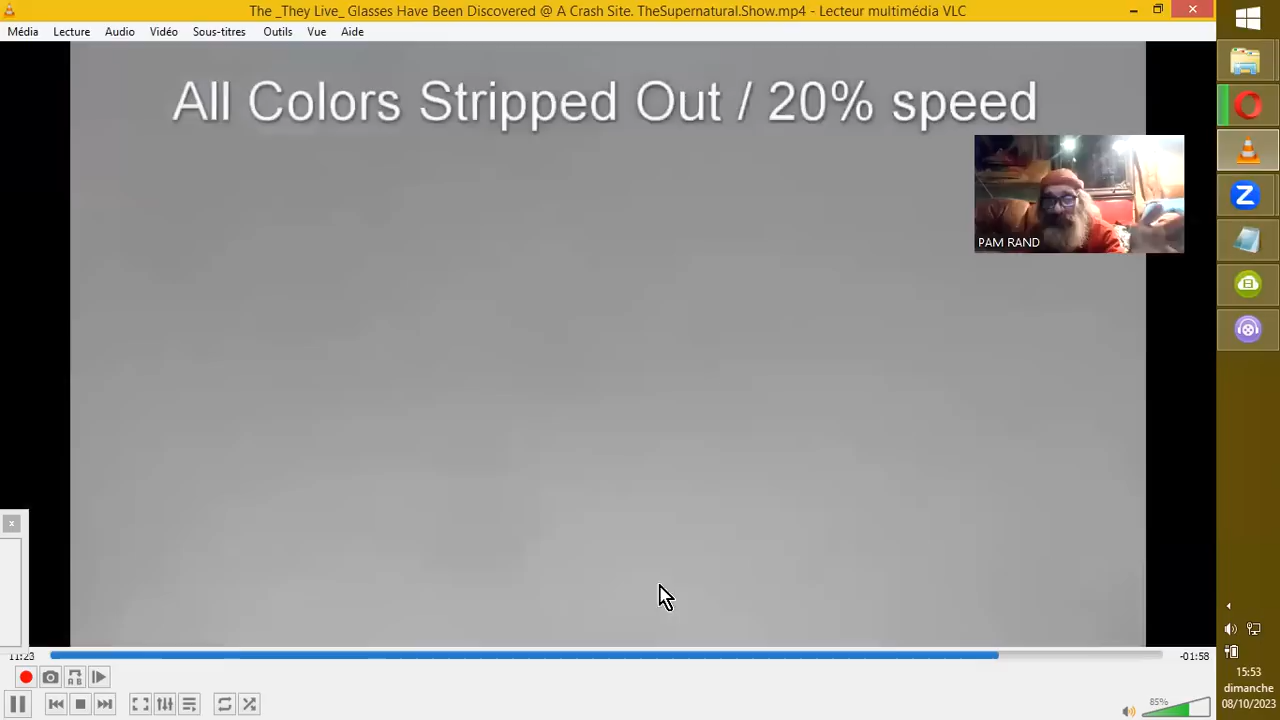 The _They Live_ Glasses Have Been Discovered @ A Crash Site. TheSupernatural.Show.mp4 - Lecteur multimédia VLC
Média Lecture Audio Vidéo Sous-titres Outils Vue Aide
All Colors Stripped Out / 20% speed
PAM RAND
11:23
-01:58
85%
15:53
dimanche
08/10/2023